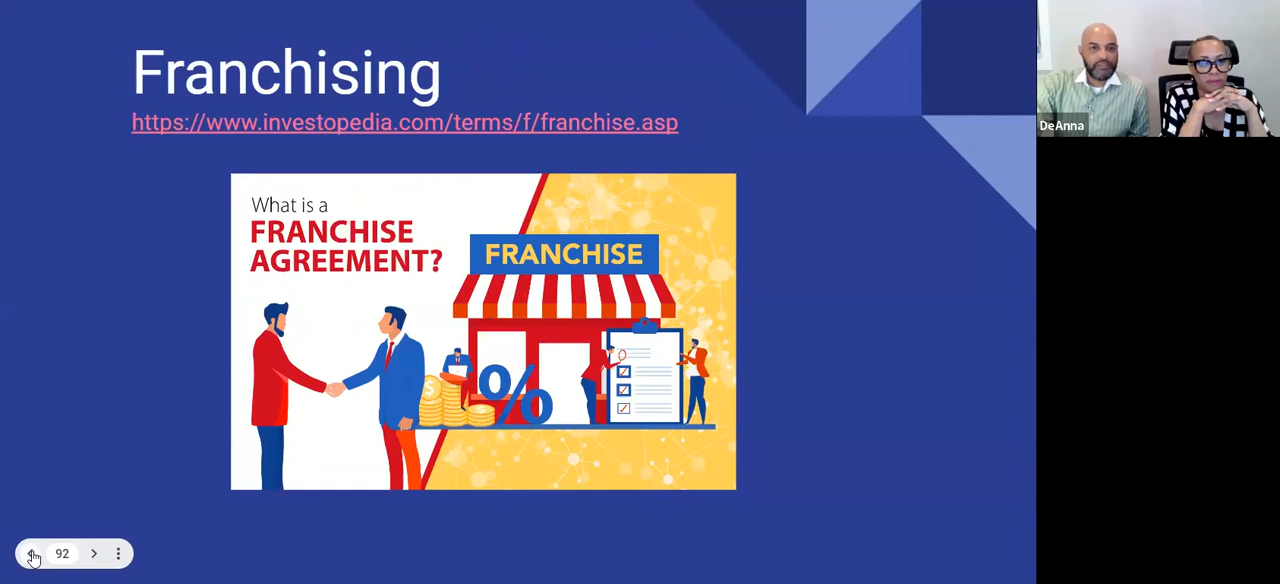 Franchising
https://www.investopedia.com/terms/f/franchise.asp
What is a
FRANCHISE
AGREEMENT?
FRANCHISE
$
%
DeAnna
92